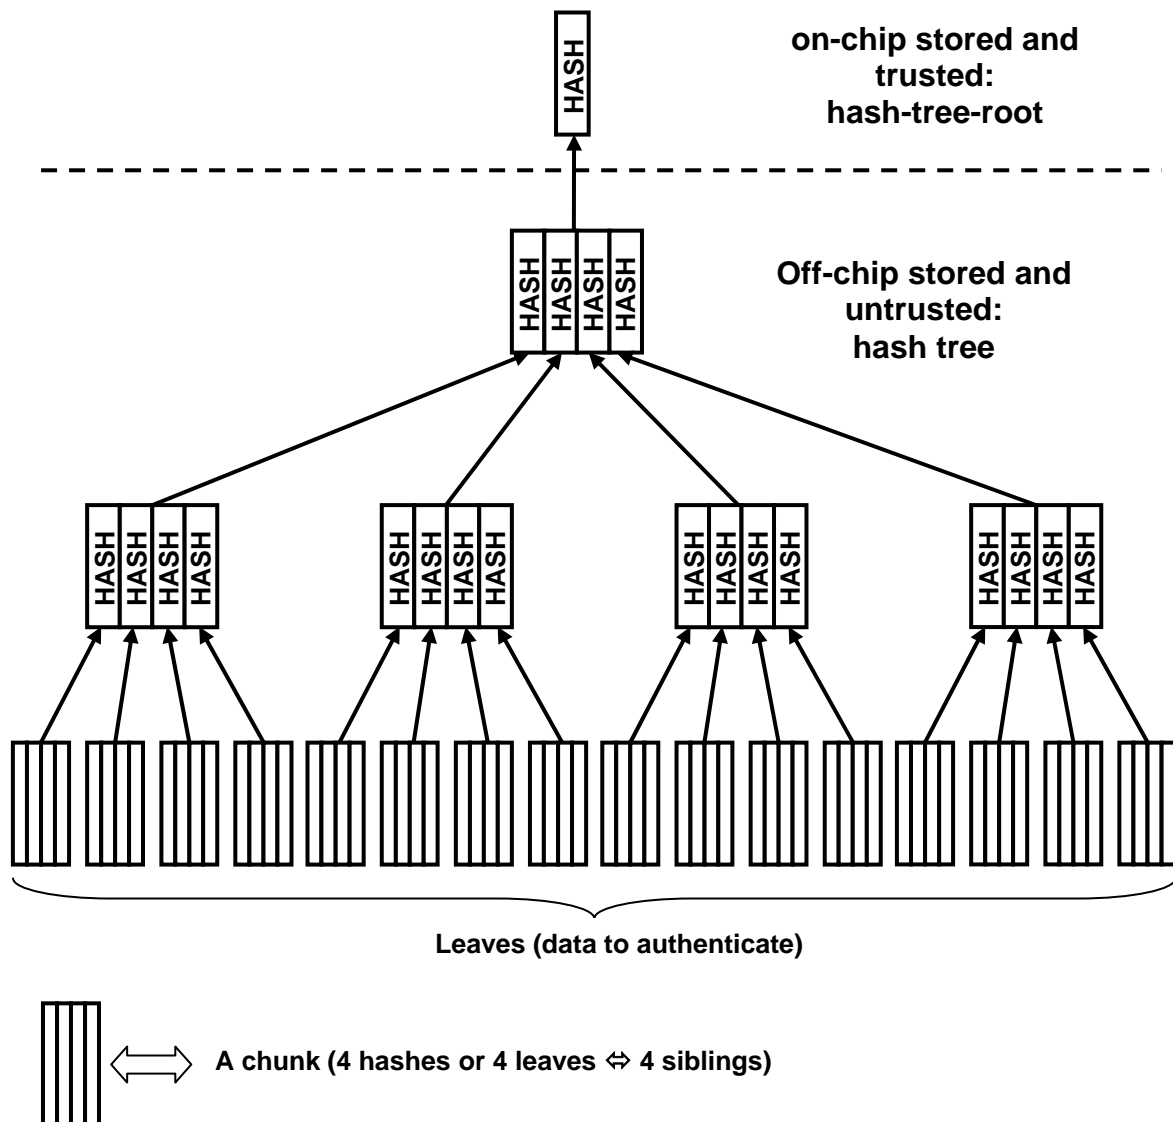 HASH
on-chip stored and
trusted:
hash-tree-root
HASH HASH HASH HASH
Off-chip stored and
untrusted:
hash tree
HASH HASH HASH HASH HASH HASH HASH HASH HASH HASH HASH HASH HASH HASH HASH HASH
Leaves (data to authenticate)
A chunk (4 hashes or 4 leaves ⇔ 4 siblings)